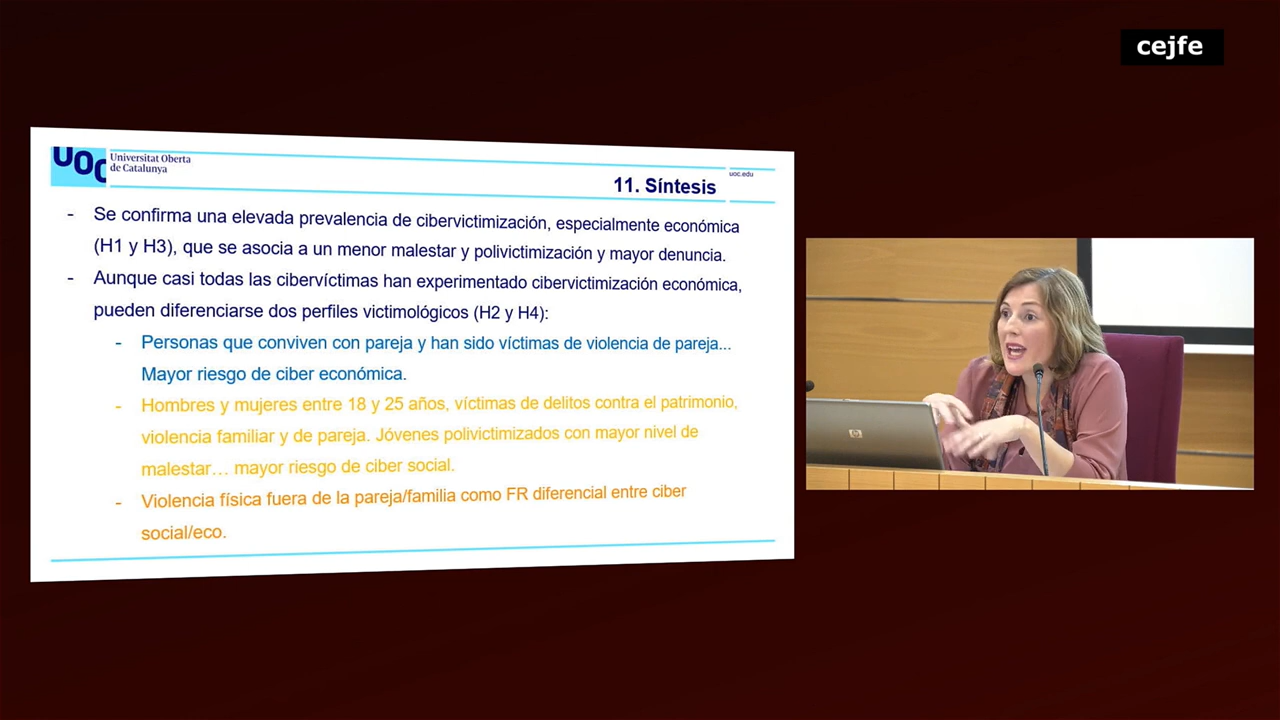 cejfe
UOC
Universitat Oberta
de Catalunya
uoc.edu
11. Síntesis
- Se confirma una elevada prevalencia de cibervictimización, especialmente económica
(H1 y H3), que se asocia a un menor malestar y polivictimización y mayor denuncia.
- Aunque casi todas las cibervíctimas han experimentado cibervictimización económica,
pueden diferenciarse dos perfiles victimológicos (H2 y H4):
- Personas que conviven con pareja y han sido víctimas de violencia de pareja...
Mayor riesgo de ciber económica.
- Hombres y mujeres entre 18 y 25 años, víctimas de delitos contra el patrimonio,
violencia familiar y de pareja. Jóvenes polivictimizados con mayor nivel de
malestar… mayor riesgo de ciber social.
- Violencia física fuera de la pareja/familia como FR diferencial entre ciber
social/eco.
hp